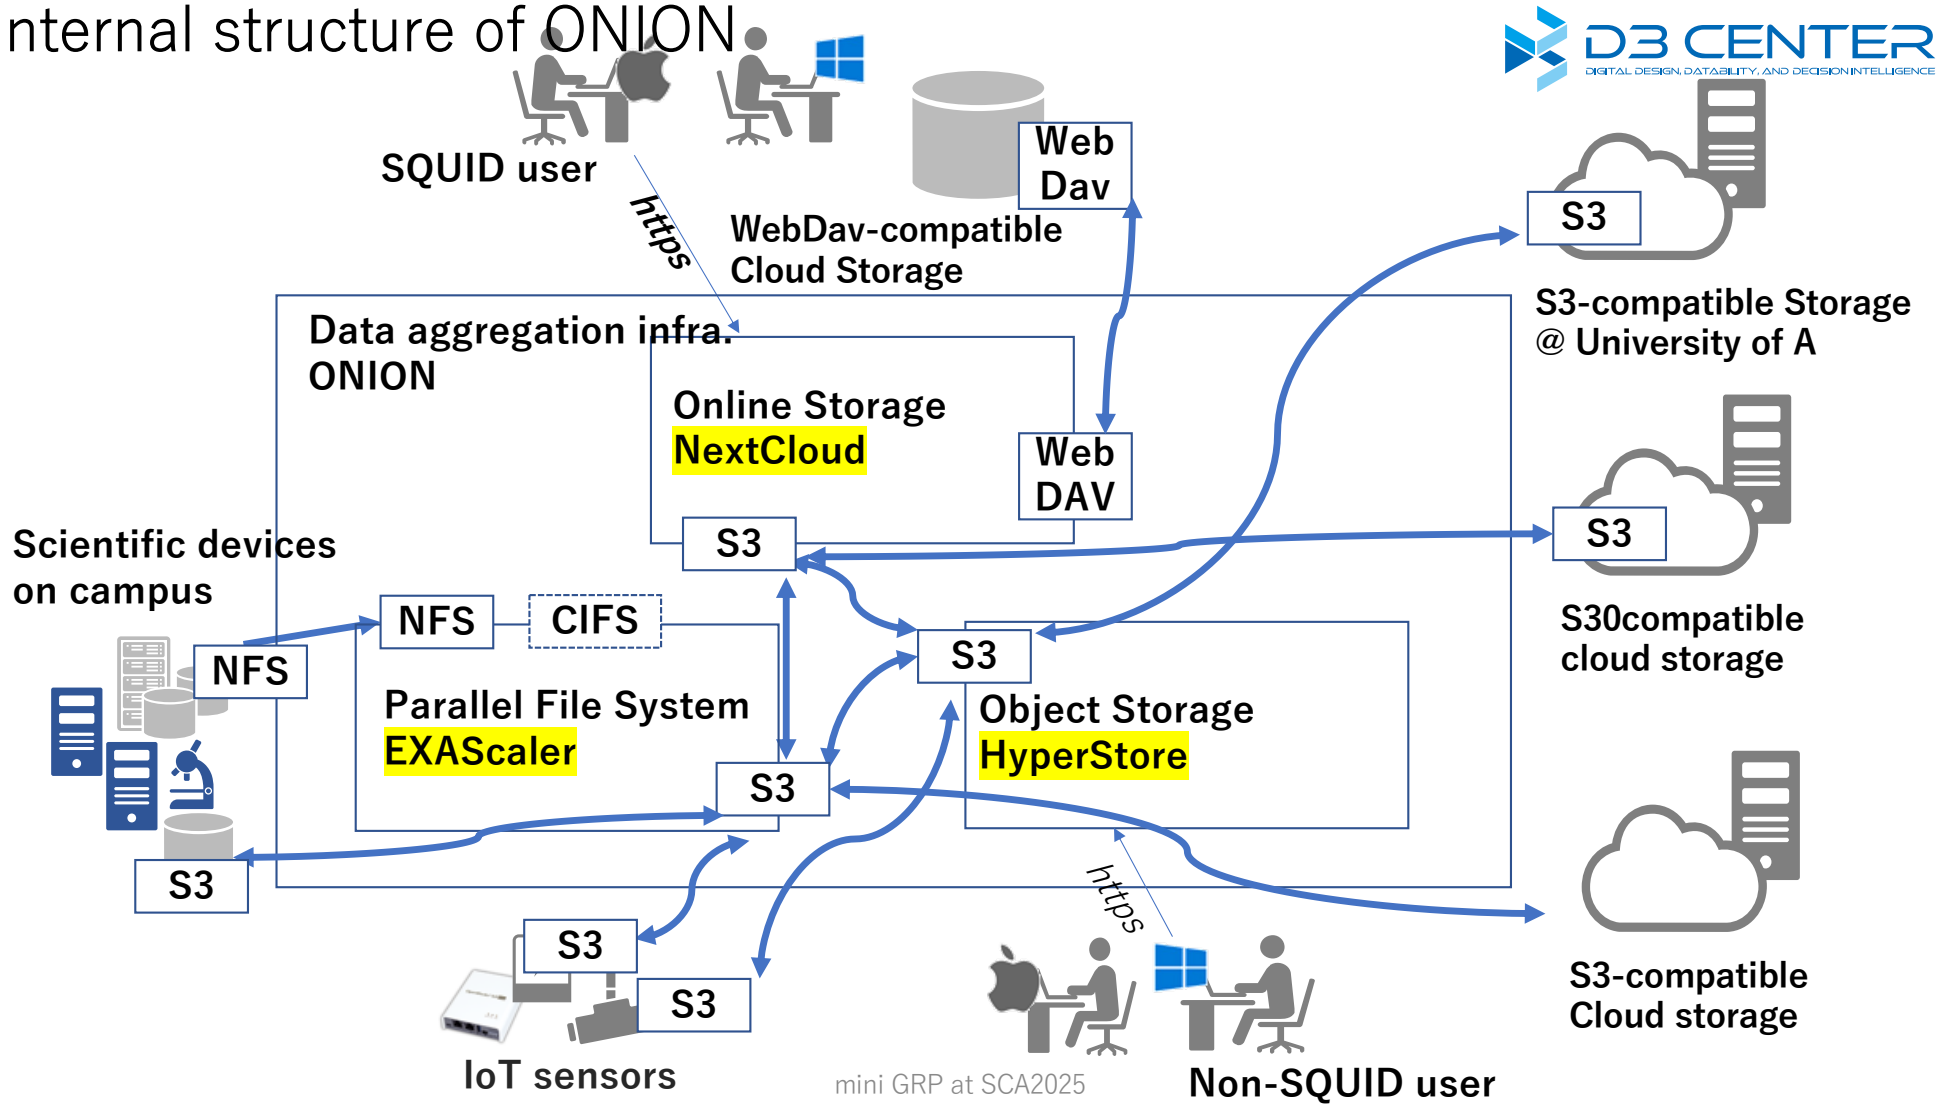 nternal structure of ONION
D3 CENTER
DIGITAL DESIGN, DATABILITY, AND DECISION INTELLIGENCE
SQUID user
https
Web
Dav
WebDav-compatible
Cloud Storage
S3
S3-compatible Storage
@ University of A
Data aggregation infra.
ONION
Online Storage
NextCloud
Web
DAV
S3
S3
S30compatible
cloud storage
Scientific devices
on campus
NFS
NFS
CIFS
Parallel File System
EXAScaler
S3
S3
Object Storage
HyperStore
S3
S3
S3
IoT sensors
https
Non-SQUID user
S3-compatible
Cloud storage
mini GRP at SCA2025